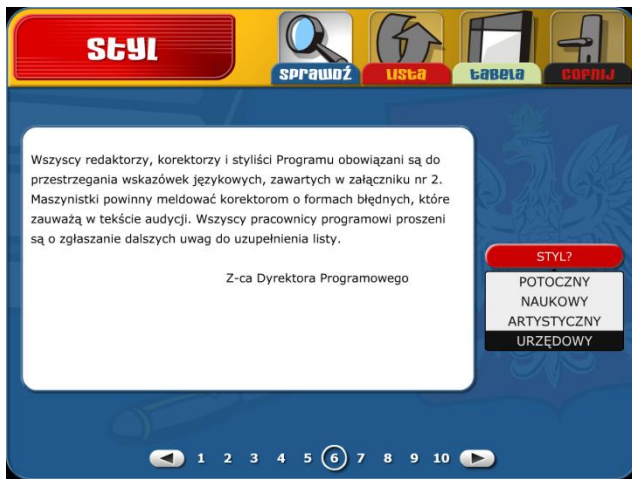 Styl
sprawdź
lista
tabela
cofnij
Wszyscy redaktorzy, korektorzy i styliści Programu obowiązani są do
przestrzegania wskazówek językowych, zawartych w załączniku nr 2.
Maszynistki powinny meldować korektorom o formach błędnych, które
zauważą w tekście audycji. Wszyscy pracownicy programowi proszeni
są o zgłaszanie dalszych uwag do uzupełnienia listy.
Z-ca Dyrektora Programowego
STYL?
POTOCZNY
NAUKOWY
ARTYSTYCZNY
URZĘDOWY
1 2 3 4 5 6 7 8 9 10